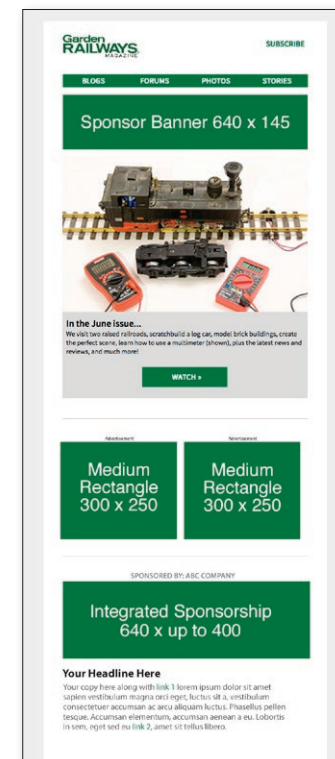 Garden
RAILWAYS.
MAGAZINE
SUBSCRIBE
BLOGS FORUMS PHOTOS STORIES
Sponsor Banner 640 x 145
In the June issue...
We visit two raised railroads, scratchbuild a log car, model brick buildings, create
the perfect scene, learn how to use a multimeter (shown), plus the latest news and
reviews, and much more!
WATCH »
Advertisement Advertisement
Medium
Rectangle
300 x 250
Medium
Rectangle
300 x 250
SPONSORED BY: ABC COMPANY
Integrated Sponsorship
640 x up to 400
Your Headline Here
Your copy here along with link 1 lorem ipsum dolor sit amet
sapien vestibulum magna orci eget, luctus sit a, vestibulum
consectetuer accumsan ac arcu aliquam luctus. Phasellus pellen
tesque. Accumsan elementum, accumsan aenean a eu. Lobortis
in sem, eget sed eu link 2, amet sit tellus libero.